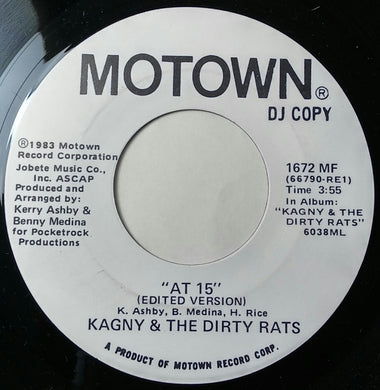 MOTOWN®
DJ COPY
℗1983 Motown
Record Corporation
Jobete Music Co.,
Inc. ASCAP
Produced and
Arranged by:
Kerry Ashby &
Benny Medina
for Pocketrock
Productions
1672 MF
(66790-RE1)
Time 3:55
In Album:
"KAGNY & THE
DIRTY RATS"
6038ML
"AT 15"
(EDITED VERSION)
K. Ashby, B. Medina, H. Rice
KAGNY & THE DIRTY RATS
A PRODUCT OF MOTOWN RECORD CORP.